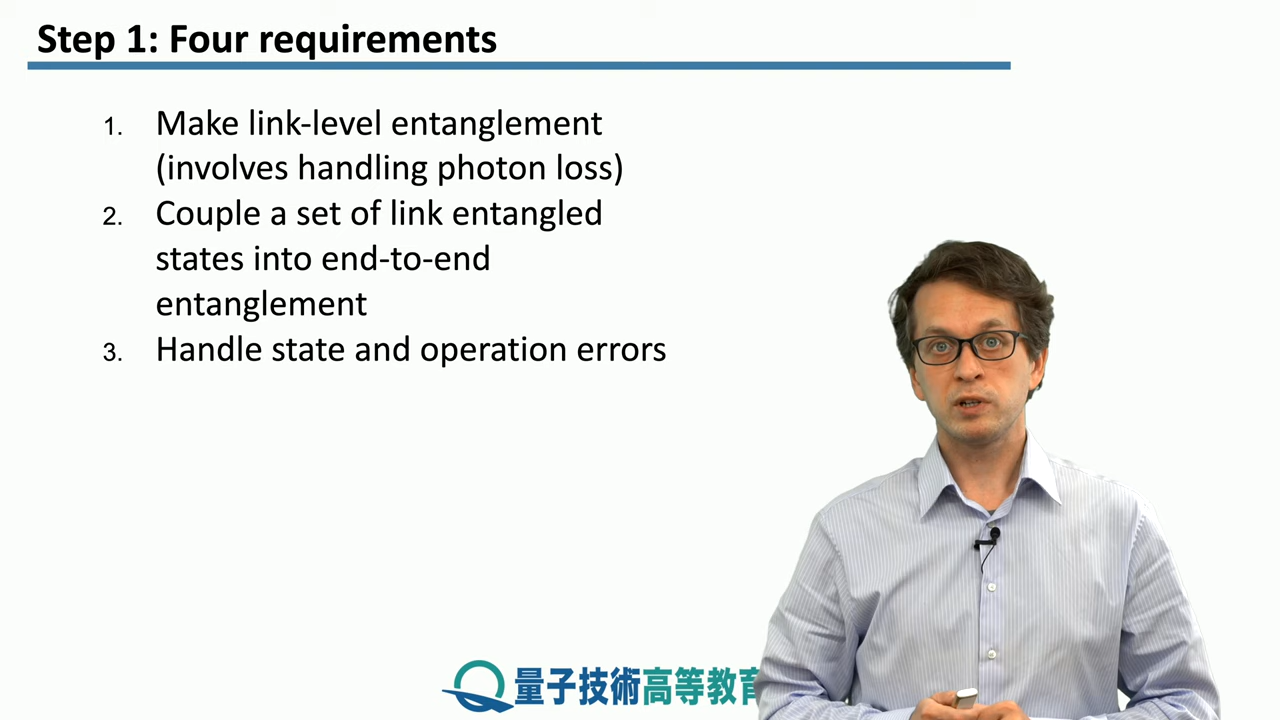 Step 1: Four requirements
1. Make link-level entanglement
(involves handling photon loss)
2. Couple a set of link entangled
states into end-to-end
entanglement
3. Handle state and operation errors
量子技術高等教育